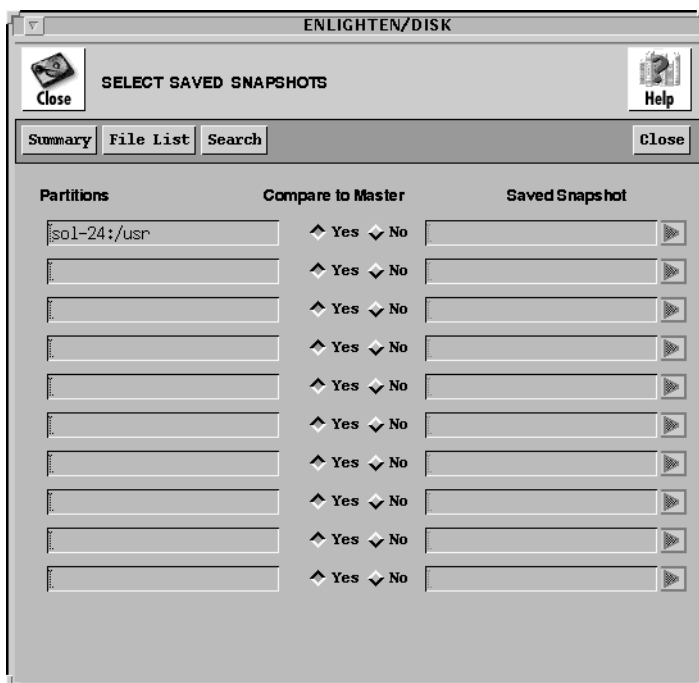 ENLIGHTEN/DISK
Close
SELECT SAVED SNAPSHOTS
Help
Summary File List Search Close
Partitions Compare to Master Saved Snapshot
sol-24:/usr Yes No
Yes No
Yes No
Yes No
Yes No
Yes No
Yes No
Yes No
Yes No
Yes No